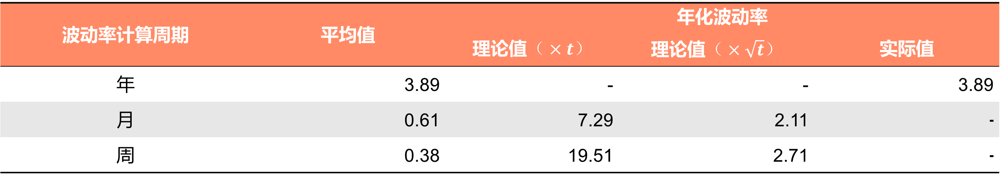 波动率计算周期 平均值 年化波动率
理论值（×t） 理论值（×√t） 实际值
年 3.89 - - 3.89
月 0.61 7.29 2.11 -
周 0.38 19.51 2.71 -